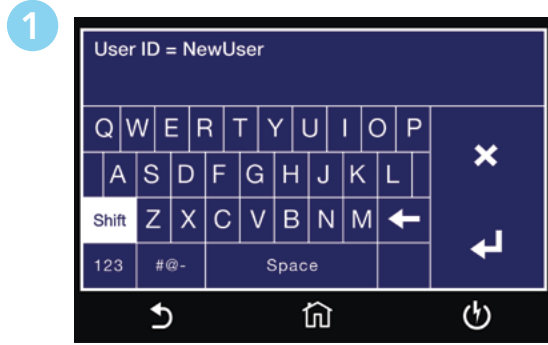 1
User ID = NewUser
Q W E R T Y U I O P
A S D F G H J K L
Shift Z X C V B N M
123 #@- Space